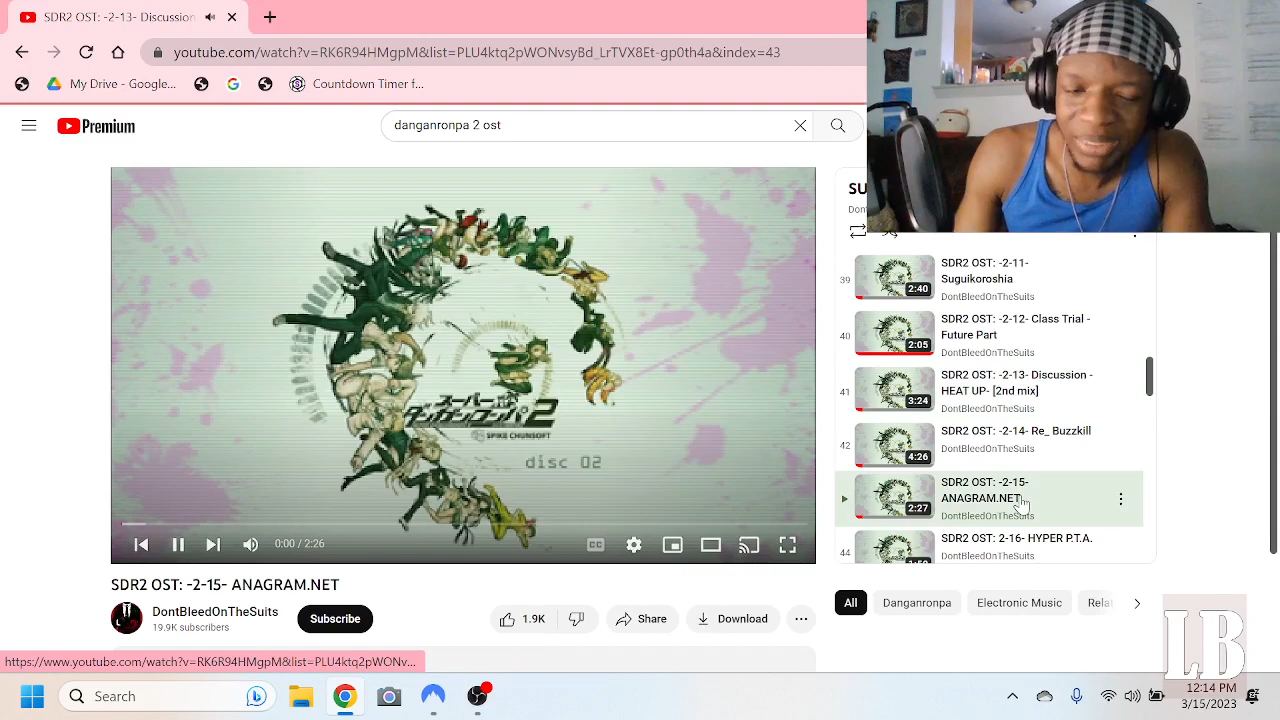 SDR2 OST: -2-13- Discussion
youtube.com/watch?v=RK6R94HMgpM&list=PLU4ktq2pWONvsyBd_LrTVX8Et-gp0th4a&index=43
My Drive - Google...
Countdown Timer f...
Premium
danganronpa 2 ost
スーパー
ダンガンロンパ2
SPIKE CHUNSOFT
disc 02
0:00 / 2:26
CC
SDR2 OST: -2-15- ANAGRAM.NET
DontBleedOnTheSuits
19.9K subscribers
Subscribe
1.9K
Share
Download
SU
Dont
39
2:40
SDR2 OST: -2-11-
Suguikoroshia
DontBleedOnTheSuits
40
2:05
SDR2 OST: -2-12- Class Trial -
Future Part
DontBleedOnTheSuits
41
3:24
SDR2 OST: -2-13- Discussion -
HEAT UP- [2nd mix]
DontBleedOnTheSuits
42
4:26
SDR2 OST: -2-14- Re_ Buzzkill
DontBleedOnTheSuits
2:27
SDR2 OST: -2-15-
ANAGRAM.NET
DontBleedOnTheSuits
44
SDR2 OST: 2-16- HYPER P.T.A.
DontBleedOnTheSuits
All
Danganronpa
Electronic Music
Rela
https://www.youtube.com/watch?v=RK6R94HMgpM&list=PLU4ktq2pWONv...
LB
Search
12:14 PM
3/15/2023